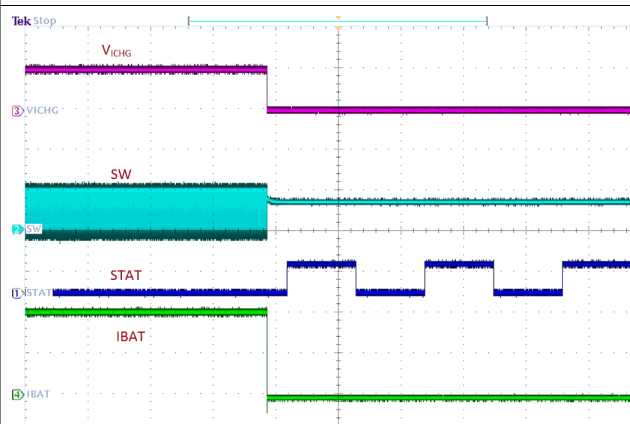 Tek Stop
VICHG
3 VICHG
SW
2 SW
STAT
1 STAT
IBAT
4 IBAT